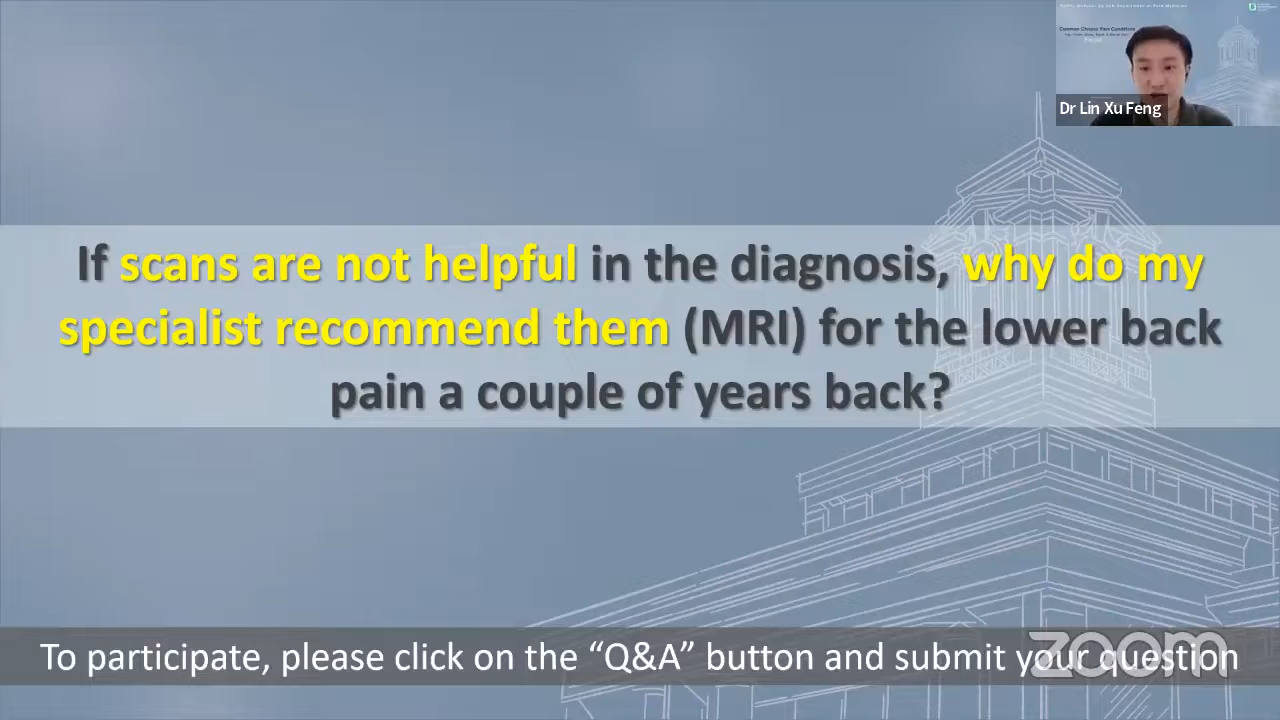 Dr Lin Xu Feng
If scans are not helpful in the diagnosis, why do my
specialist recommend them (MRI) for the lower back
pain a couple of years back?
To participate, please click on the “Q&A” button and submit your question
zoom